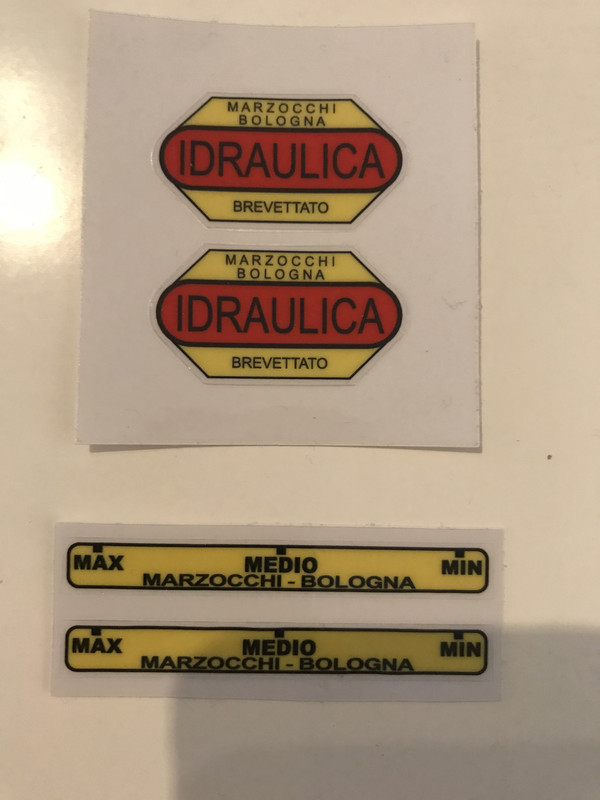 MARZOCCHI
BOLOGNA
IDRAULICA
BREVETTATO
MARZOCCHI
BOLOGNA
IDRAULICA
BREVETTATO
MAX MEDIO MIN
MARZOCCHI - BOLOGNA
MAX MEDIO MIN
MARZOCCHI - BOLOGNA